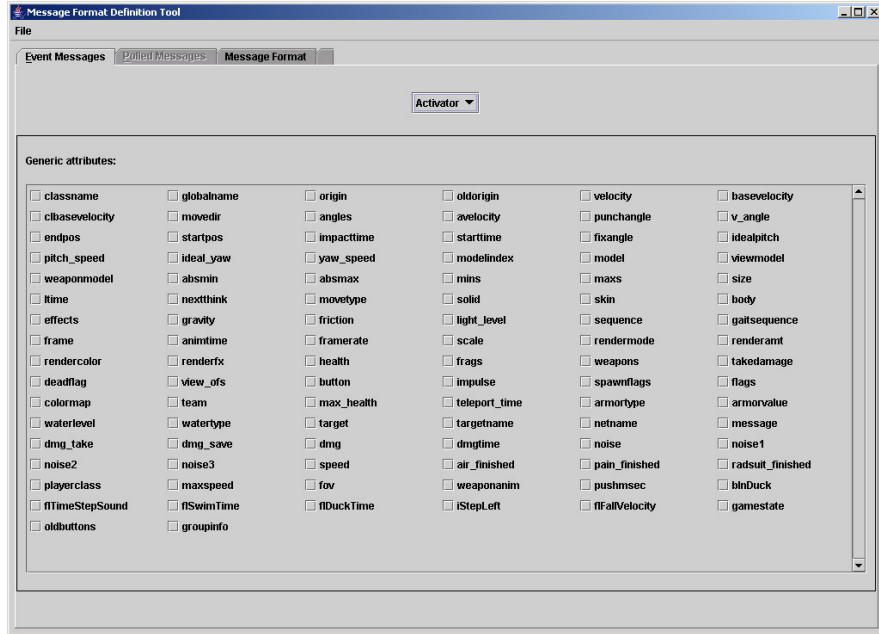 Message Format Definition Tool
File
Event Messages Polled Messages Message Format
Activator
Generic attributes:
classname globalname origin oldorigin velocity basevelocity
clbasevelocity movedir angles avelocity punchangle v_angle
endpos startpos impacttime starttime fixangle idealpitch
pitch_speed ideal_yaw yaw_speed modelindex model viewmodel
weaponmodel absmin absmax mins maxs size
ltime nextthink movetype solid skin body
effects gravity friction light_level sequence gaitsequence
frame animtime framerate scale rendermode renderamt
rendercolor renderfx health frags weapons takedamage
deadflag view_ofs button impulse spawnflags flags
colormap team max_health teleport_time armortype armorvalue
waterlevel watertype target targetname netname message
dmg_take dmg_save dmg dmgtime noise noise1
noise2 noise3 speed air_finished pain_finished radsuit_finished
playerclass maxspeed fov weaponanim pushmsec bInDuck
flTimeStepSound flSwimTime flDuckTime iStepLeft flFallVelocity gamestate
oldbuttons groupinfo